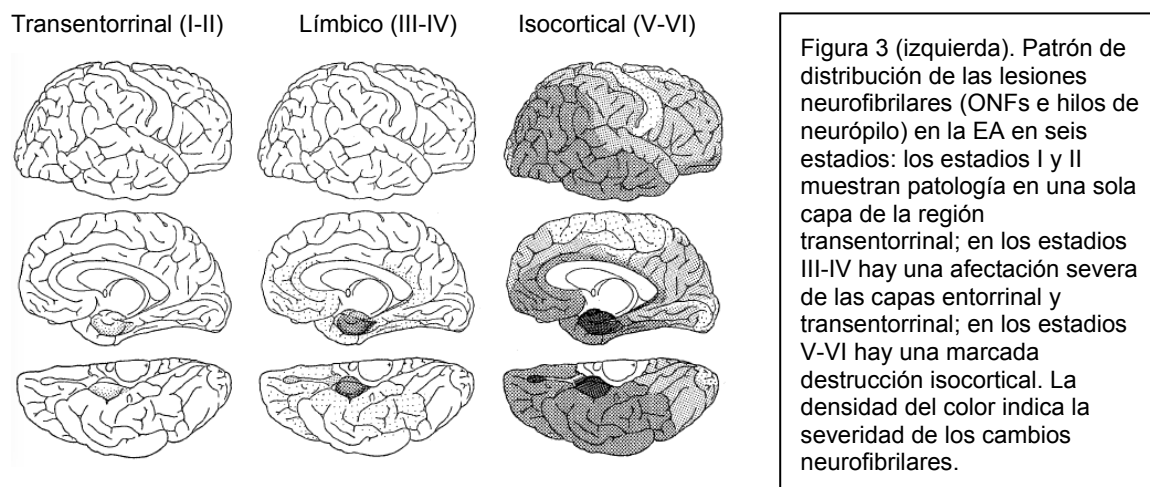 Transentorrinal (I-II)
Límbico (III-IV)
Isocortical (V-VI)
Figura 3 (izquierda). Patrón de
distribución de las lesiones
neurofibrilares (ONFs e hilos de
neurópilo) en la EA en seis
estadios: los estadios I y II
muestran patología en una sola
capa de la región
transentorrinal; en los estadios
III-IV hay una afectación severa
de las capas entorrinal y
transentorrinal; en los estadios
V-VI hay una marcada
destrucción isocortical. La
densidad del color indica la
severidad de los cambios
neurofibrilares.